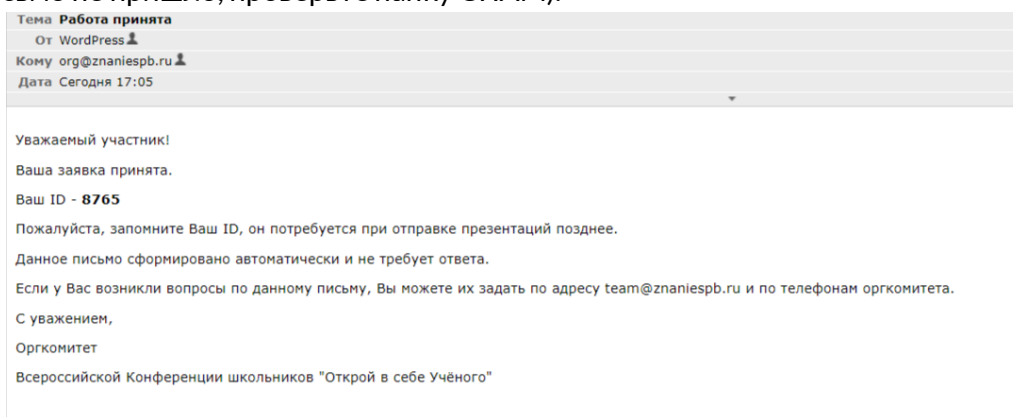 Тема Работа принята
От WordPress
Кому org@znaniespb.ru
Дата Сегодня 17:05
Уважаемый участник!
Ваша заявка принята.
Ваш ID - 8765
Пожалуйста, запомните Ваш ID, он потребуется при отправке презентаций позднее.
Данное письмо сформировано автоматически и не требует ответа.
Если у Вас возникли вопросы по данному письму, Вы можете их задать по адресу team@znaniespb.ru и по телефонам оргкомитета.
С уважением,
Оргкомитет
Всероссийской Конференции школьников "Открой в себе Учёного"